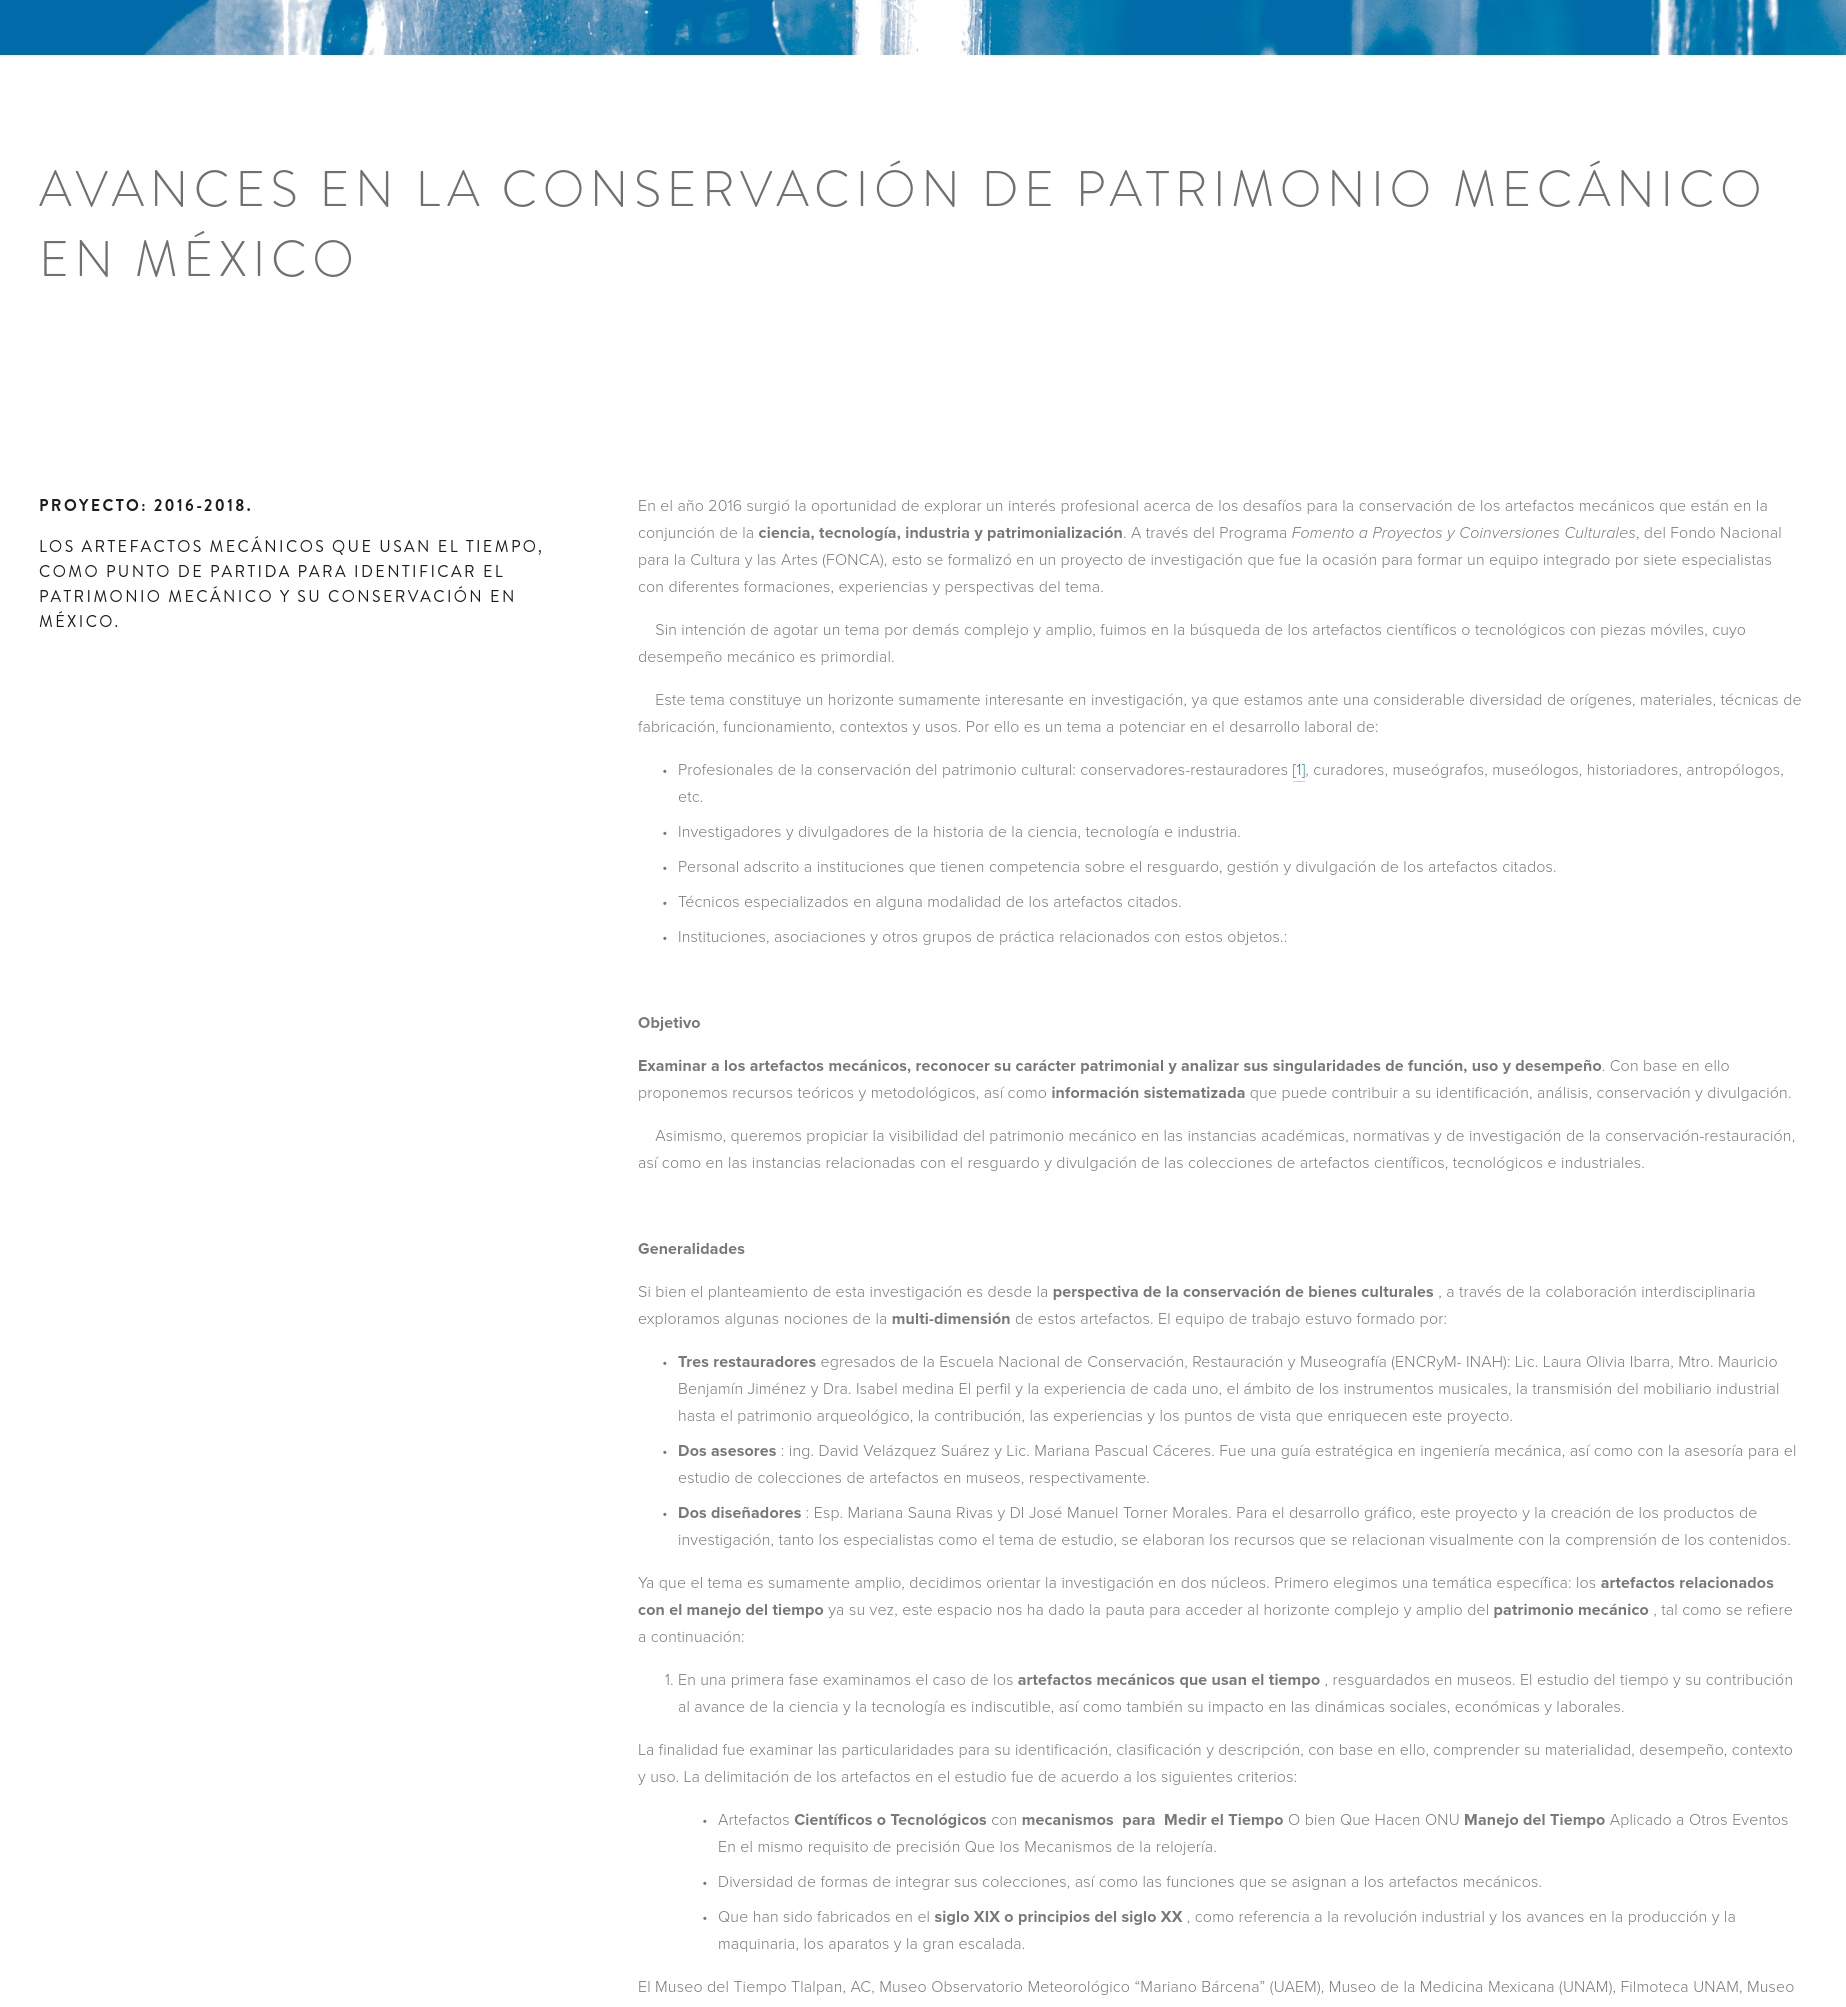 AVANCES EN LA CONSERVACIÓN DE PATRIMONIO MECÁNICO
EN MÉXICO
PROYECTO: 2016-2018.
LOS ARTEFACTOS MECÁNICOS QUE USAN EL TIEMPO,
COMO PUNTO DE PARTIDA PARA IDENTIFICAR EL
PATRIMONIO MECÁNICO Y SU CONSERVACIÓN EN
MÉXICO.
En el año 2016 surgió la oportunidad de explorar un interés profesional acerca de los desafíos para la conservación de los artefactos mecánicos que están en la
conjunción de la ciencia, tecnología, industria y patrimonialización. A través del Programa Fomento a Proyectos y Coinversiones Culturales, del Fondo Nacional
para la Cultura y las Artes (FONCA), esto se formalizó en un proyecto de investigación que fue la ocasión para formar un equipo integrado por siete especialistas
con diferentes formaciones, experiencias y perspectivas del tema.
Sin intención de agotar un tema por demás complejo y amplio, fuimos en la búsqueda de los artefactos científicos o tecnológicos con piezas móviles, cuyo
desempeño mecánico es primordial.
Este tema constituye un horizonte sumamente interesante en investigación, ya que estamos ante una considerable diversidad de orígenes, materiales, técnicas de
fabricación, funcionamiento, contextos y usos. Por ello es un tema a potenciar en el desarrollo laboral de:
• Profesionales de la conservación del patrimonio cultural: conservadores-restauradores [1], curadores, museógrafos, museólogos, historiadores, antropólogos,
etc.
• Investigadores y divulgadores de la historia de la ciencia, tecnología e industria.
• Personal adscrito a instituciones que tienen competencia sobre el resguardo, gestión y divulgación de los artefactos citados.
• Técnicos especializados en alguna modalidad de los artefactos citados.
• Instituciones, asociaciones y otros grupos de práctica relacionados con estos objetos.:
Objetivo
Examinar a los artefactos mecánicos, reconocer su carácter patrimonial y analizar sus singularidades de función, uso y desempeño. Con base en ello
proponemos recursos teóricos y metodológicos, así como información sistematizada que puede contribuir a su identificación, análisis, conservación y divulgación.
Asimismo, queremos propiciar la visibilidad del patrimonio mecánico en las instancias académicas, normativas y de investigación de la conservación-restauración,
así como en las instancias relacionadas con el resguardo y divulgación de las colecciones de artefactos científicos, tecnológicos e industriales.
Generalidades
Si bien el planteamiento de esta investigación es desde la perspectiva de la conservación de bienes culturales , a través de la colaboración interdisciplinaria
exploramos algunas nociones de la multi-dimensión de estos artefactos. El equipo de trabajo estuvo formado por:
• Tres restauradores egresados de la Escuela Nacional de Conservación, Restauración y Museografía (ENCRyM- INAH): Lic. Laura Olivia Ibarra, Mtro. Mauricio
Benjamín Jiménez y Dra. Isabel medina El perfil y la experiencia de cada uno, el ámbito de los instrumentos musicales, la transmisión del mobiliario industrial
hasta el patrimonio arqueológico, la contribución, las experiencias y los puntos de vista que enriquecen este proyecto.
• Dos asesores : ing. David Velázquez Suárez y Lic. Mariana Pascual Cáceres. Fue una guía estratégica en ingeniería mecánica, así como con la asesoría para el
estudio de colecciones de artefactos en museos, respectivamente.
• Dos diseñadores : Esp. Mariana Sauna Rivas y DI José Manuel Torner Morales. Para el desarrollo gráfico, este proyecto y la creación de los productos de
investigación, tanto los especialistas como el tema de estudio, se elaboran los recursos que se relacionan visualmente con la comprensión de los contenidos.
Ya que el tema es sumamente amplio, decidimos orientar la investigación en dos núcleos. Primero elegimos una temática específica: los artefactos relacionados
con el manejo del tiempo ya su vez, este espacio nos ha dado la pauta para acceder al horizonte complejo y amplio del patrimonio mecánico , tal como se refiere
a continuación:
1. En una primera fase examinamos el caso de los artefactos mecánicos que usan el tiempo , resguardados en museos. El estudio del tiempo y su contribución
al avance de la ciencia y la tecnología es indiscutible, así como también su impacto en las dinámicas sociales, económicas y laborales.
La finalidad fue examinar las particularidades para su identificación, clasificación y descripción, con base en ello, comprender su materialidad, desempeño, contexto
y uso. La delimitación de los artefactos en el estudio fue de acuerdo a los siguientes criterios:
• Artefactos Científicos o Tecnológicos con mecanismos para Medir el Tiempo O bien Que Hacen ONU Manejo del Tiempo Aplicado a Otros Eventos
En el mismo requisito de precisión Que los Mecanismos de la relojería.
• Diversidad de formas de integrar sus colecciones, así como las funciones que se asignan a los artefactos mecánicos.
• Que han sido fabricados en el siglo XIX o principios del siglo XX , como referencia a la revolución industrial y los avances en la producción y la
maquinaria, los aparatos y la gran escalada.
El Museo del Tiempo Tlalpan, AC, Museo Observatorio Meteorológico “Mariano Bárcena” (UAEM), Museo de la Medicina Mexicana (UNAM), Filmoteca UNAM, Museo